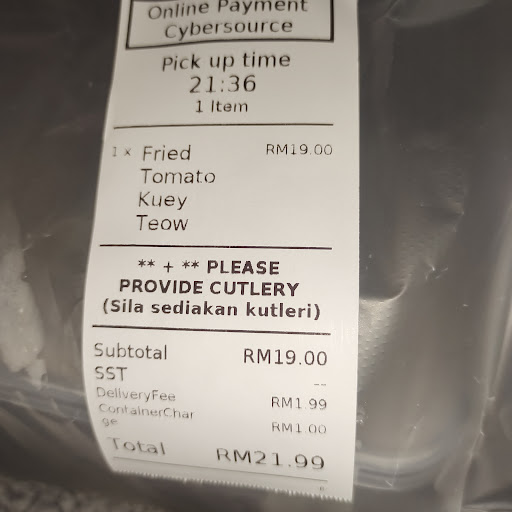 Online Payment
Cybersource
Pick up time
21:36
1 Item
1 x Fried RM19.00
Tomato
Kuey
Teow
** + ** PLEASE
PROVIDE CUTLERY
(Sila sediakan kutleri)
Subtotal RM19.00
SST --
DeliveryFee RM1.99
ContainerChar
ge RM1.00
Total RM21.99